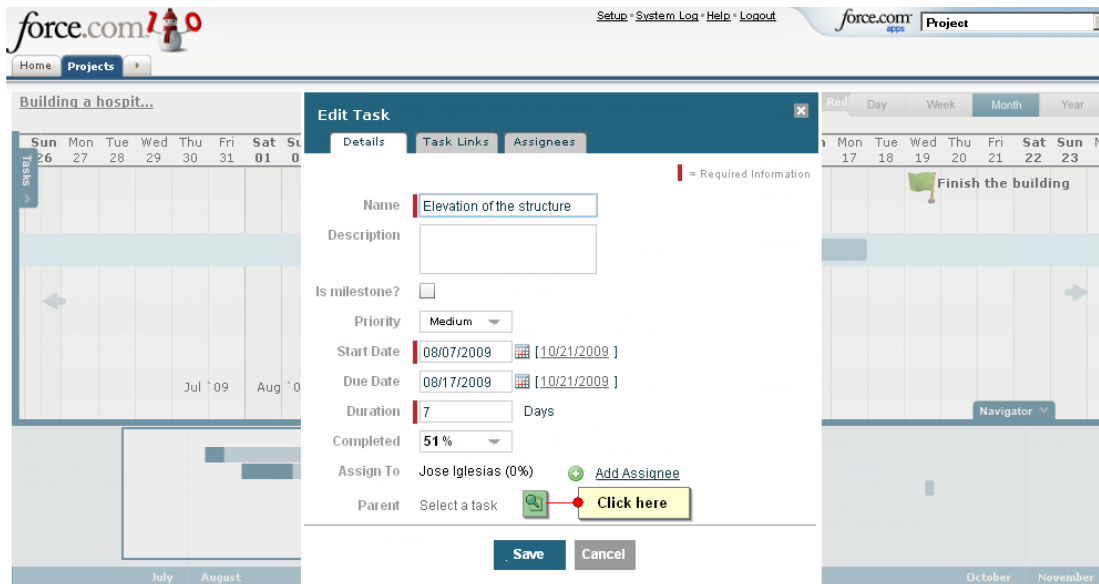 force.com
Setup System Log Help Logout
force.com apps Project
Home Projects
Building a hospit...
Edit Task
Day Week Month Year
Details Task Links Assignees
Sun Mon Tue Wed Thu Fri Sat
26 27 28 29 30 31 01
Mon Tue Wed Thu Fri Sat Sun
17 18 19 20 21 22 23
Tasks
= Required Information
Finish the building
Name Elevation of the structure
Description
Is milestone?
Priority Medium
Start Date 08/07/2009 [10/21/2009 ]
Due Date 08/17/2009 [10/21/2009 ]
Jul `09 Aug `0
Duration 7 Days
Navigator
Completed 51 %
Assign To Jose Iglesias (0%) Add Assignee
Parent Select a task Click here
Save Cancel
July August October November